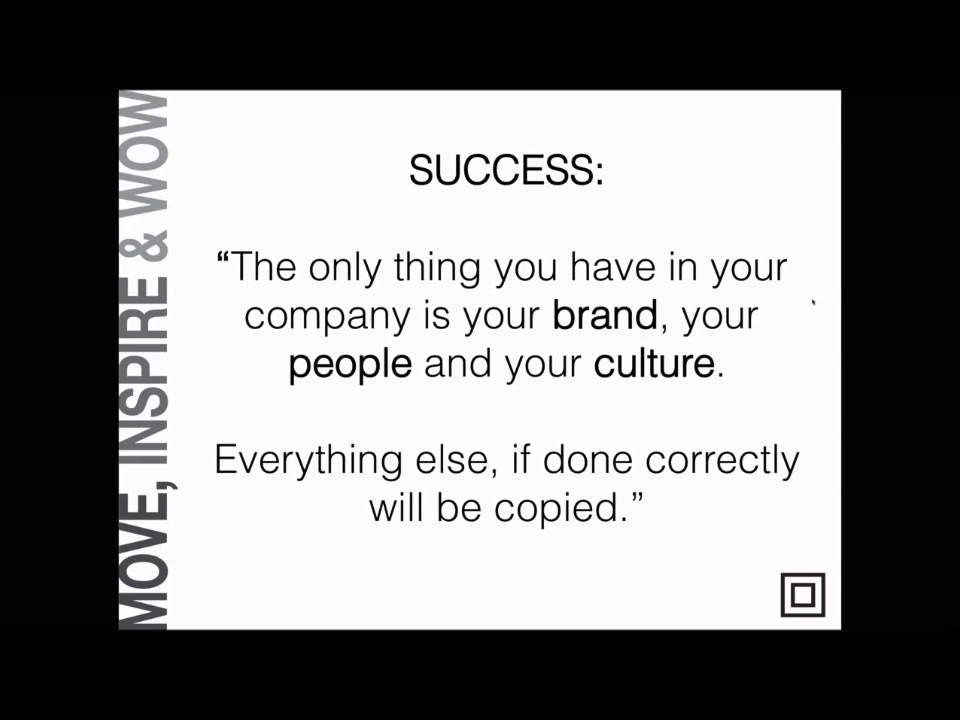 MOVE, INSPIRE & WOW
SUCCESS:
“The only thing you have in your
company is your brand, your
people and your culture.
Everything else, if done correctly
will be copied.”